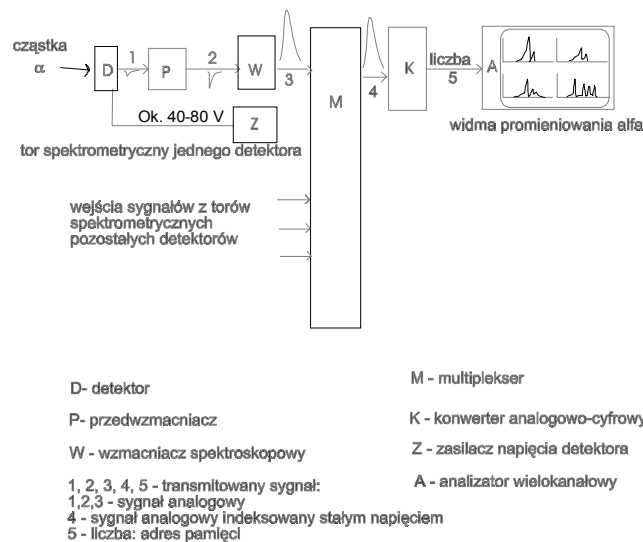 cząstka
α
1
2
3
4
liczba
5
D
P
W
M
K
A
Ok. 40-80 V
Z
widma promieniowania alfa
tor spektrometryczny jednego detektora
wejścia sygnałów z torów
spektrometrycznych
pozostałych detektorów
D- detektor
P- przedwzmacniacz
W - wzmacniacz spektroskopowy
1, 2, 3, 4, 5 - transmitowany sygnał:
1,2,3 - sygnał analogowy
4 - sygnał analogowy indeksowany stałym napięciem
5 - liczba: adres pamięci
M - multiplekser
K - konwerter analogowo-cyfrowy
Z - zasilacz napięcia detektora
A - analizator wielokanałowy